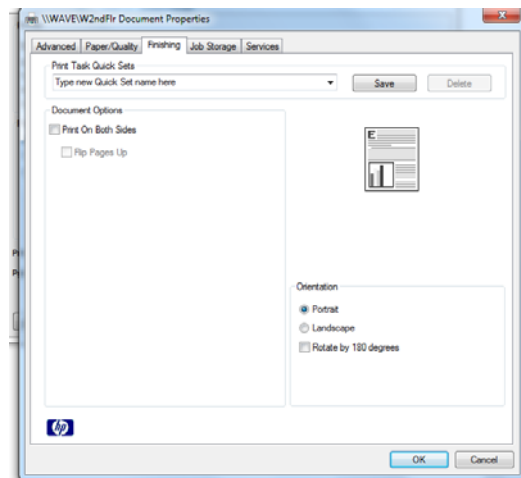 \\WAVE\W2ndFlr Document Properties
Advanced Paper/Quality Finishing Job Storage Services
Print Task Quick Sets
Type new Quick Set name here Save Delete
Document Options
Print On Both Sides
Flip Pages Up
E
Orientation
Portrait
Landscape
Rotate by 180 degrees
hp
OK Cancel